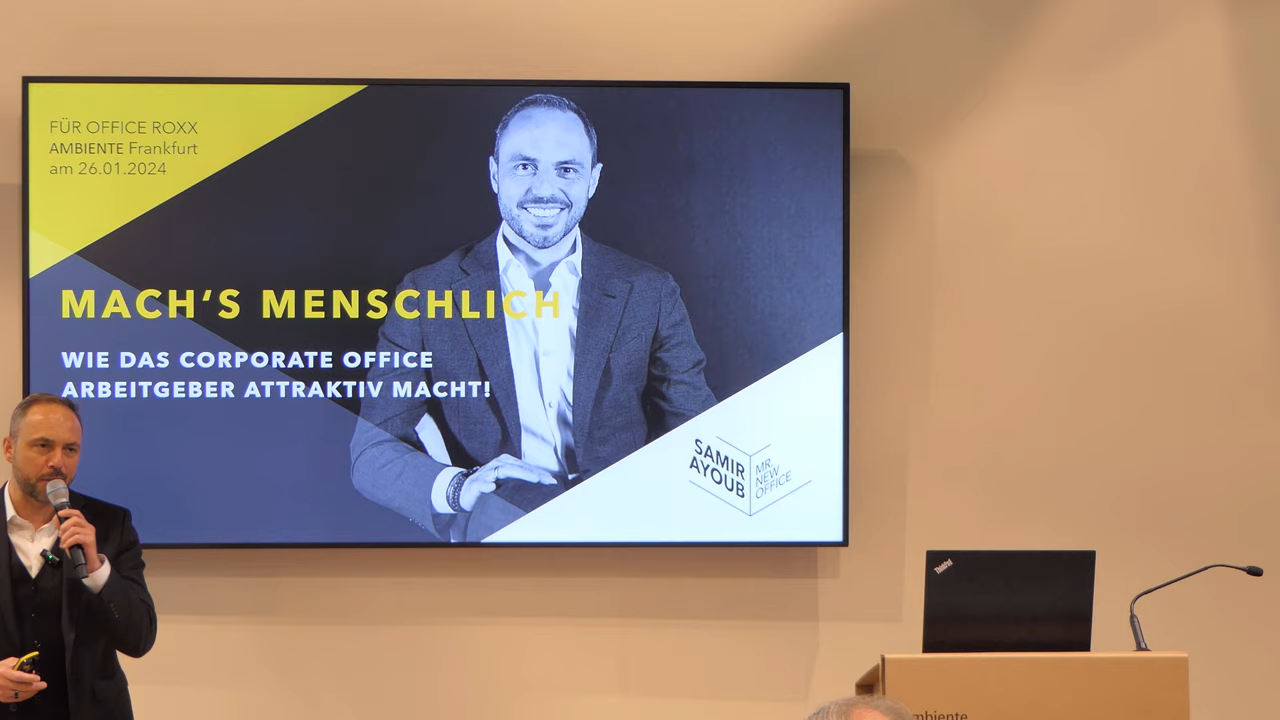 FÜR OFFICE ROXX
AMBIENTE Frankfurt
am 26.01.2024
MACH‘S MENSCHLICH
WIE DAS CORPORATE OFFICE
ARBEITGEBER ATTRAKTIV MACHT!
SAMIR
AYOUB
MR.
NEW
OFFICE
ThinkPad
mbiente